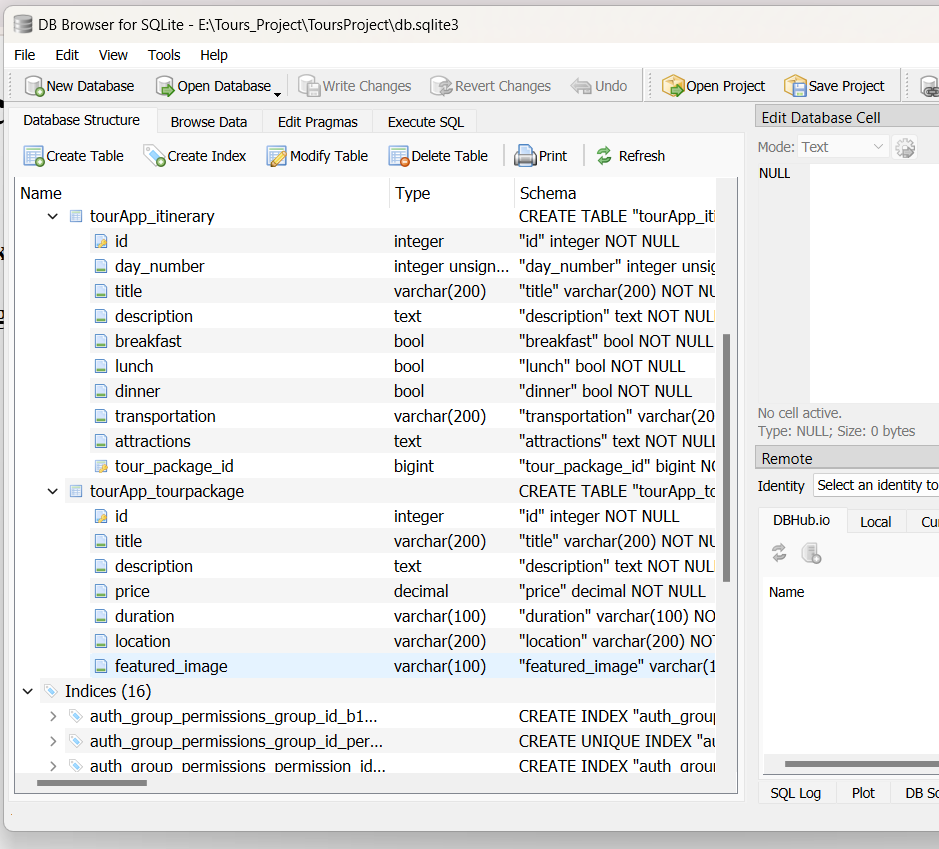 DB Browser for SQLite - E:\Tours_Project\ToursProject\db.sqlite3
File Edit View Tools Help
New Database Open Database Write Changes Revert Changes Undo Open Project Save Project
Database Structure Browse Data Edit Pragmas Execute SQL
Create Table Create Index Modify Table Delete Table Print Refresh
Name Type Schema
tourApp_itinerary CREATE TABLE "tourApp_iti
id integer "id" integer NOT NULL
day_number integer unsign... "day_number" integer unsig
title varchar(200) "title" varchar(200) NOT NU
description text "description" text NOT NUL
breakfast bool "breakfast" bool NOT NULL
lunch bool "lunch" bool NOT NULL
dinner bool "dinner" bool NOT NULL
transportation varchar(200) "transportation" varchar(20
attractions text "attractions" text NOT NULL
tour_package_id bigint "tour_package_id" bigint NO
tourApp_tourpackage CREATE TABLE "tourApp_to
id integer "id" integer NOT NULL
title varchar(200) "title" varchar(200) NOT NU
description text "description" text NOT NUL
price decimal "price" decimal NOT NULL
duration varchar(100) "duration" varchar(100) NO
location varchar(200) "location" varchar(200) NOT
featured_image varchar(100) "featured_image" varchar(1
Indices (16)
auth_group_permissions_group_id_b1... CREATE INDEX "auth_group
auth_group_permissions_group_id_per... CREATE UNIQUE INDEX "au
auth_group_permissions_permission_id... CREATE INDEX "auth_group
Edit Database Cell
Mode: Text
NULL
No cell active.
Type: NULL; Size: 0 bytes
Remote
Identity Select an identity to
DBHub.io Local Cu
Name
SQL Log Plot DB Sc